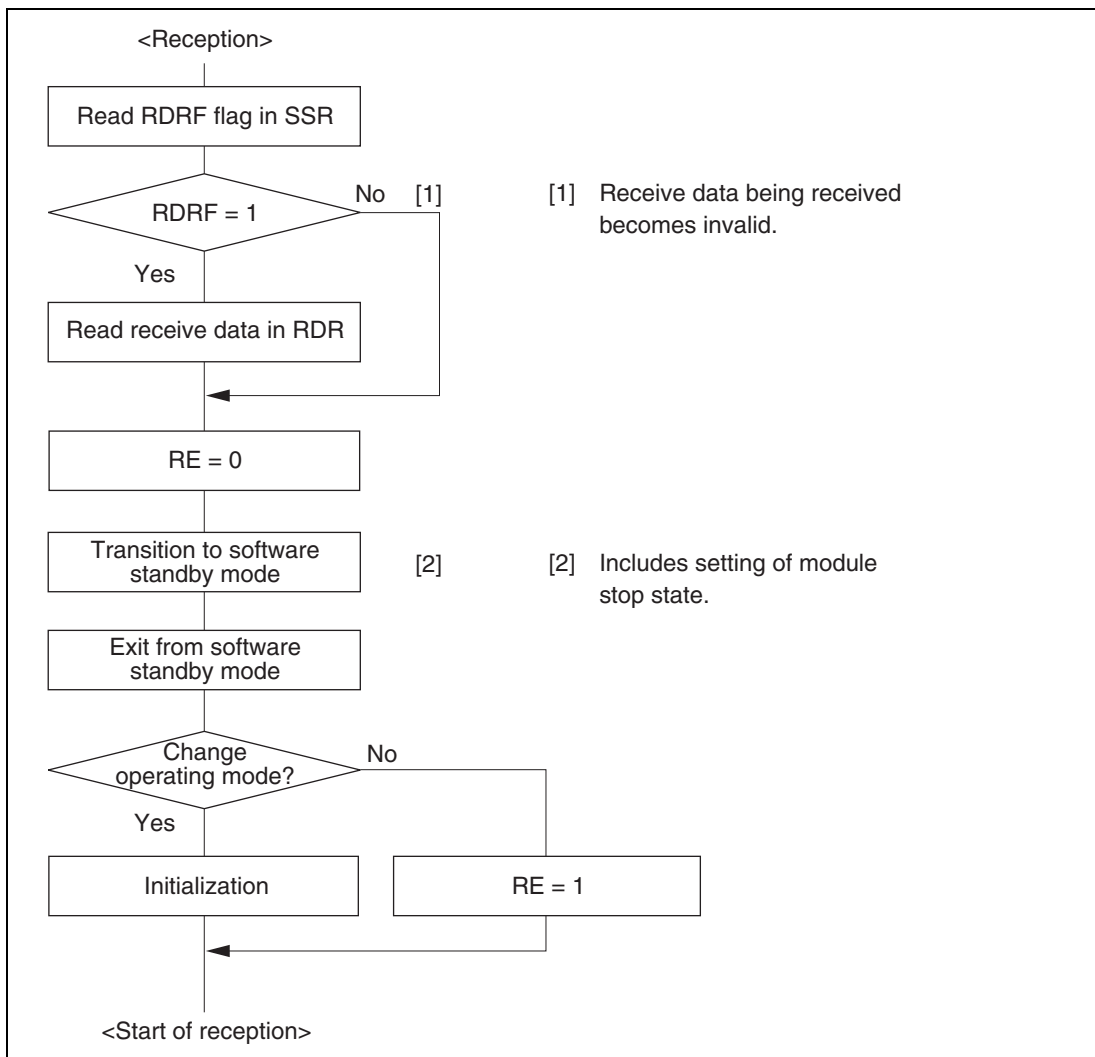 <Reception>
Read RDRF flag in SSR
No [1]
RDRF = 1
[1] Receive data being received
becomes invalid.
Yes
Read receive data in RDR
RE = 0
Transition to software
standby mode
[2]
[2] Includes setting of module
stop state.
Exit from software
standby mode
Change
operating mode?
No
Yes
Initialization
RE = 1
<Start of reception>